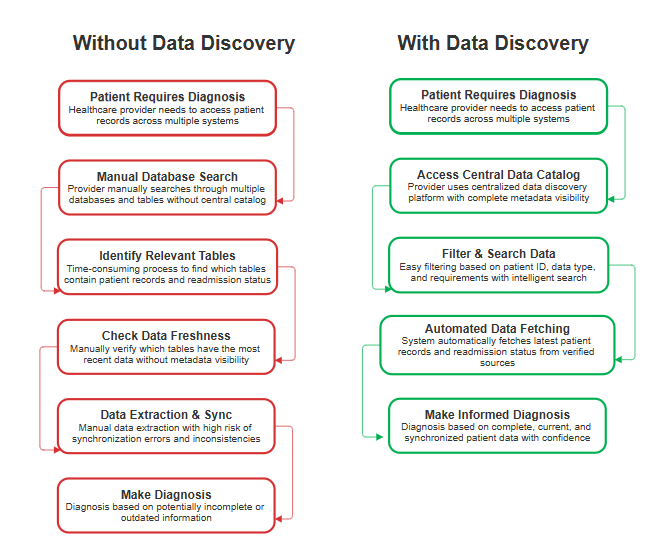 Without Data Discovery
Patient Requires Diagnosis
Healthcare provider needs to access patient
records across multiple systems
Manual Database Search
Provider manually searches through multiple
databases and tables without central catalog
Identify Relevant Tables
Time-consuming process to find which tables
contain patient records and readmission status
Check Data Freshness
Manually verify which tables have the most
recent data without metadata visibility
Data Extraction & Sync
Manual data extraction with high risk of
synchronization errors and inconsistencies
Make Diagnosis
Diagnosis based on potentially incomplete or
outdated information
With Data Discovery
Patient Requires Diagnosis
Healthcare provider needs to access patient
records across multiple systems
Access Central Data Catalog
Provider uses centralized data discovery
platform with complete metadata visibility
Filter & Search Data
Easy filtering based on patient ID, data type,
and requirements with intelligent search
Automated Data Fetching
System automatically fetches latest patient
records and readmission status from verified
sources
Make Informed Diagnosis
Diagnosis based on complete, current, and
synchronized patient data with confidence